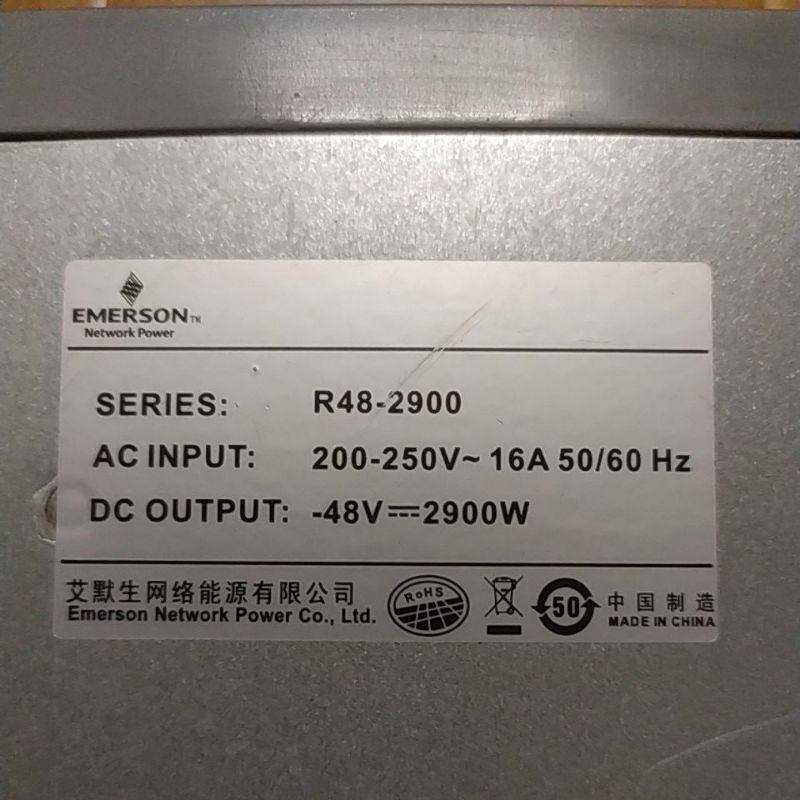 EMERSON TM
Network Power
SERIES: R48-2900
AC INPUT: 200-250V~ 16A 50/60 Hz
DC OUTPUT: -48V⎓2900W
艾默生网络能源有限公司
Emerson Network Power Co., Ltd.
RoHS
50
中国制造
MADE IN CHINA